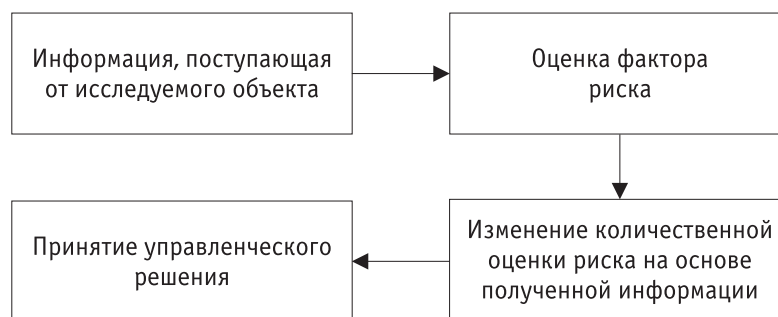 Информация, поступающая
от исследуемого объекта
Оценка фактора
риска
Изменение количественной
оценки риска на основе
полученной информации
Принятие управленческого
решения